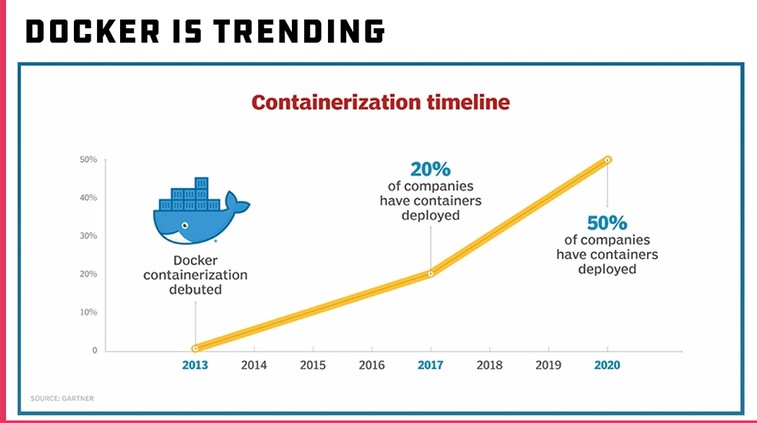 DOCKER IS TRENDING
Containerization timeline
50%
40%
30%
20%
10%
0
Docker
containerization
debuted
20%
of companies
have containers
deployed
50%
of companies
have containers
deployed
2013 2014 2015 2016 2017 2018 2019 2020
SOURCE: GARTNER